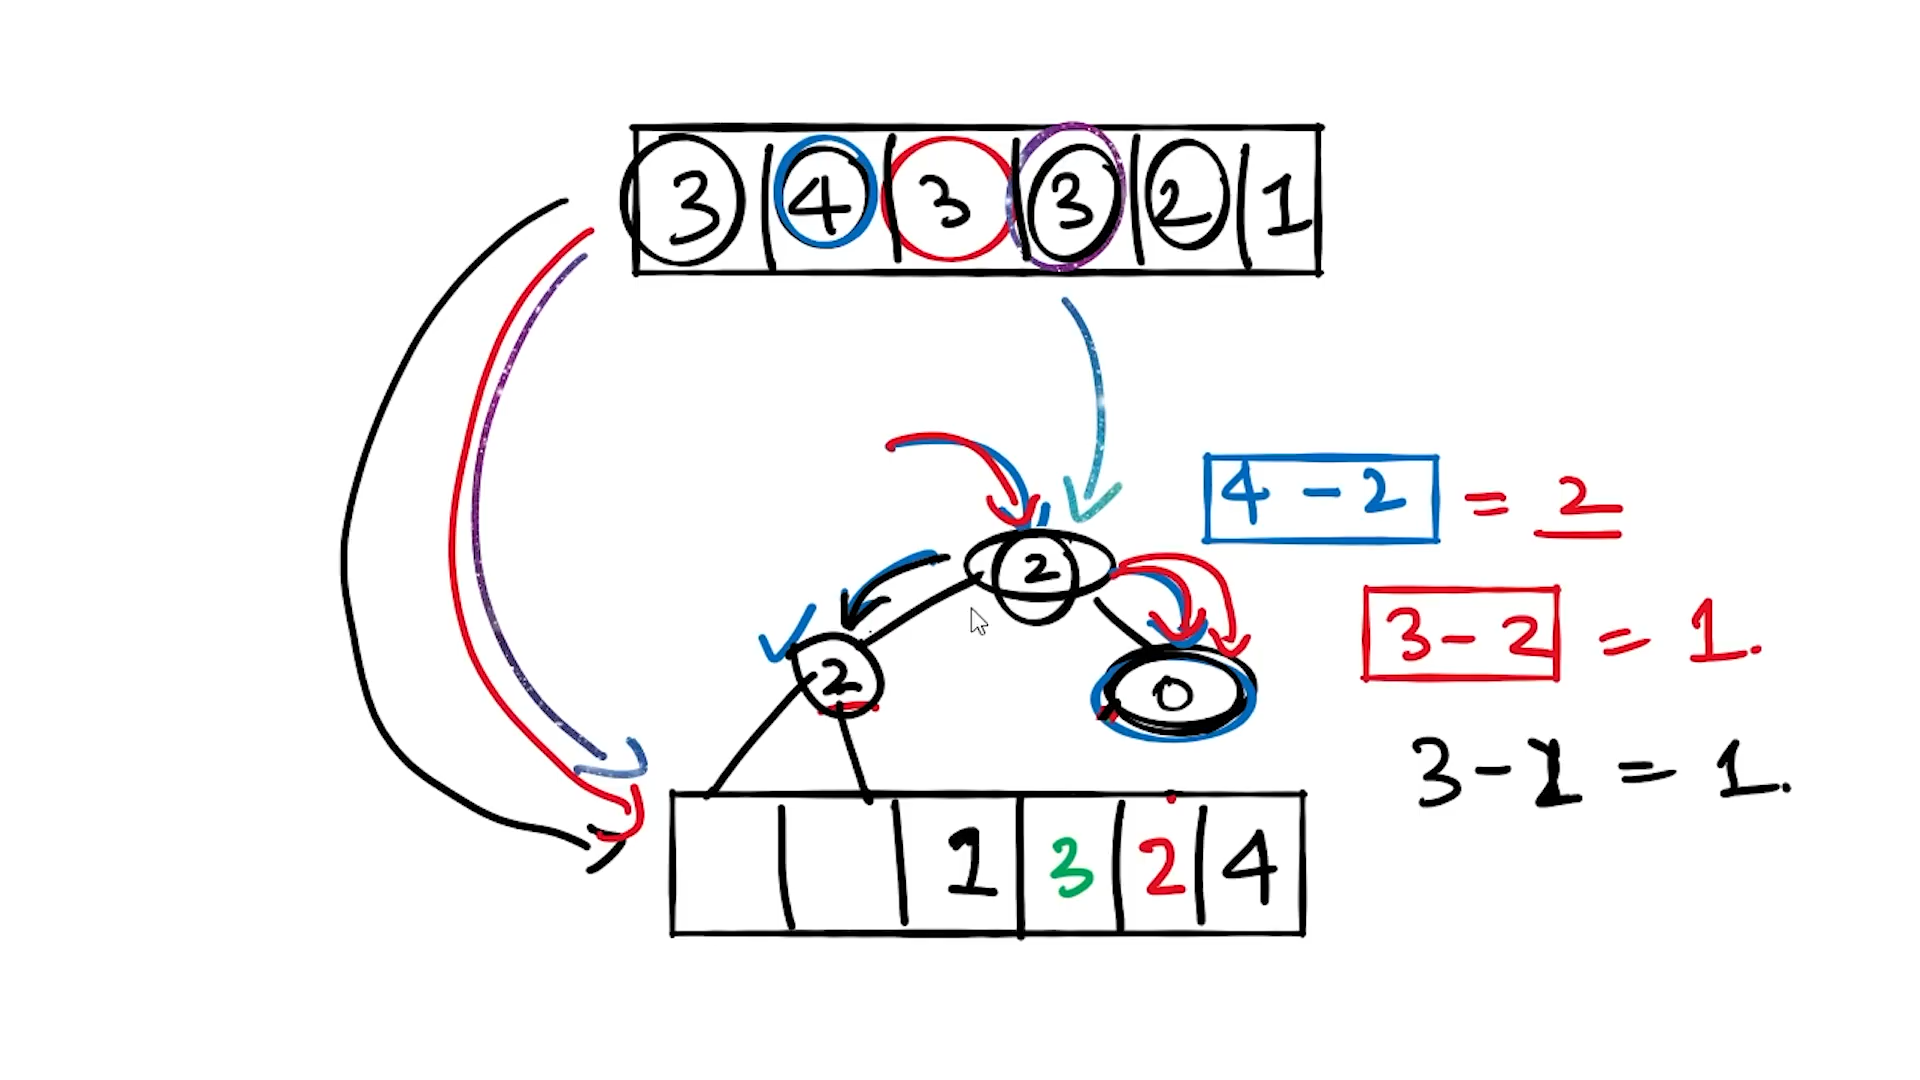 3 4 3 3 2 1
4 - 2 = 2
2
3 - 2 = 1.
2
0
3 - 1 = 1.
1 3 2 4